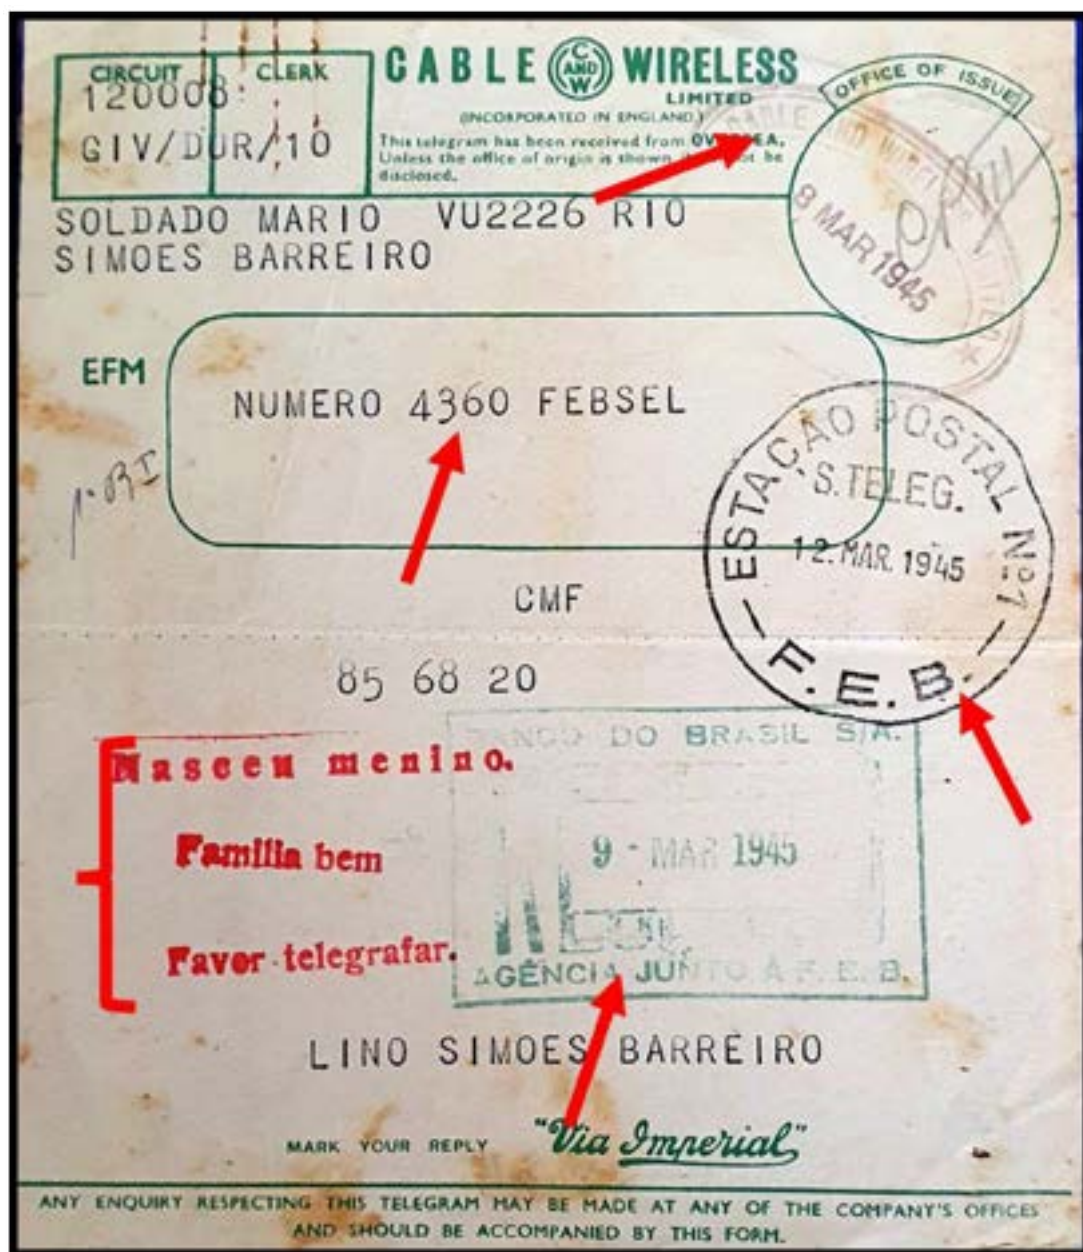 CIRCUIT CLERK
120008
GIV/DUR/10
CABLE AND WIRELESS
LIMITED
(INCORPORATED IN ENGLAND.)
This telegram has been received from
Unless the office of origin is shown be
disclosed.
OFFICE OF ISSUE
8 MAR 1945
SOLDADO MARIO VU2226 RIO
SIMOES BARREIRO
EFM
NUMERO 4360 FEBSEL
ESTAÇÃO POSTAL Nº1
S. TELEG.
12. MAR. 1945
F. E. B.
CMF
85 68 20
BANCO DO BRASIL S/A.
Nasceu menino.
Familia bem
9 - MAR 1945
Favor telegrafar.
AGÊNCIA JUNTO À F. E. B.
LINO SIMOES BARREIRO
MARK YOUR REPLY "Via Imperial"
ANY ENQUIRY RESPECTING THIS TELEGRAM MAY BE MADE AT ANY OF THE COMPANY'S OFFICES
AND SHOULD BE ACCOMPANIED BY THIS FORM.